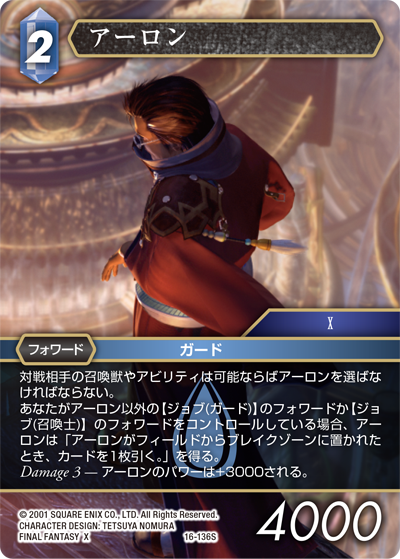 2
アーロン
X
フォワード
ガード
対戦相手の召喚獣やアビリティは可能ならばアーロンを選ばな
ければならない。
あなたがアーロン以外の【ジョブ(ガード)】のフォワードか【ジョ
ブ(召喚士)】のフォワードをコントロールしている場合、アー
ロンは「アーロンがフィールドからブレイクゾーンに置かれた
とき、カードを1枚引く。」を得る。
Damage 3 — アーロンのパワーは+3000される。
© 2001 SQUARE ENIX CO., LTD. All Rights Reserved.
CHARACTER DESIGN: TETSUYA NOMURA
FINAL FANTASY X
16-136S
4000